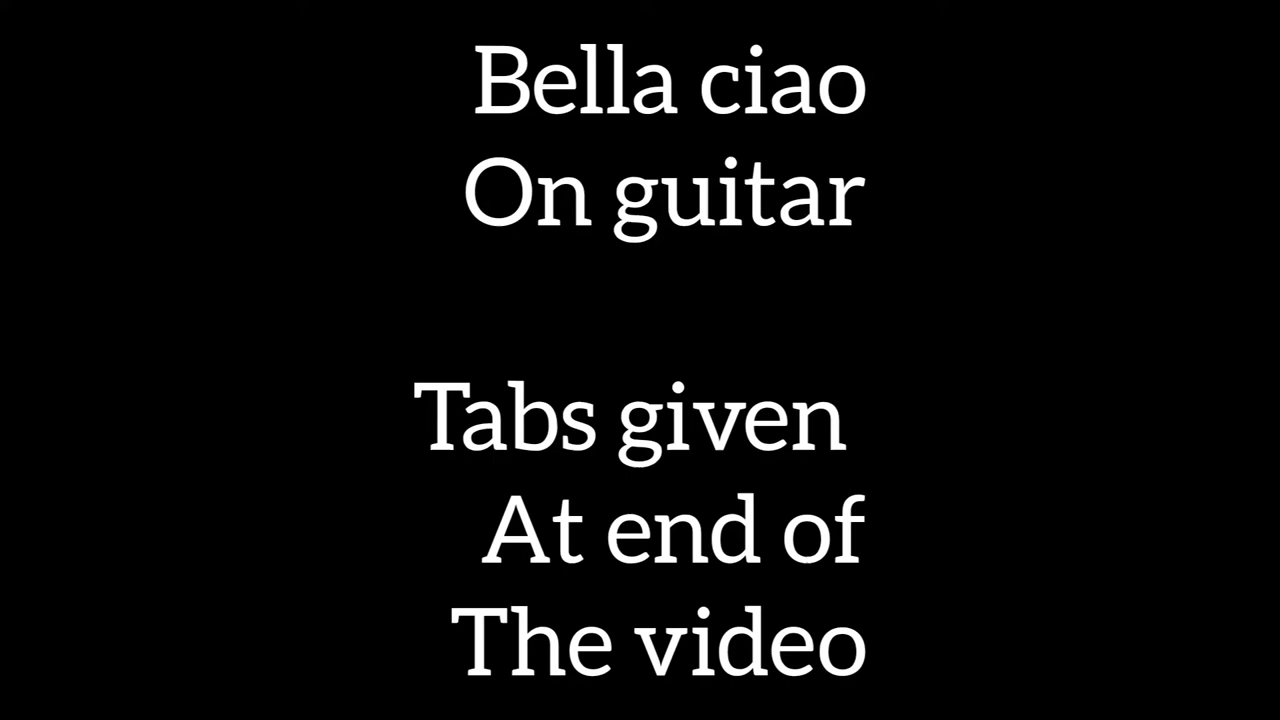 Bella ciao
On guitar
Tabs given
At end of
The video